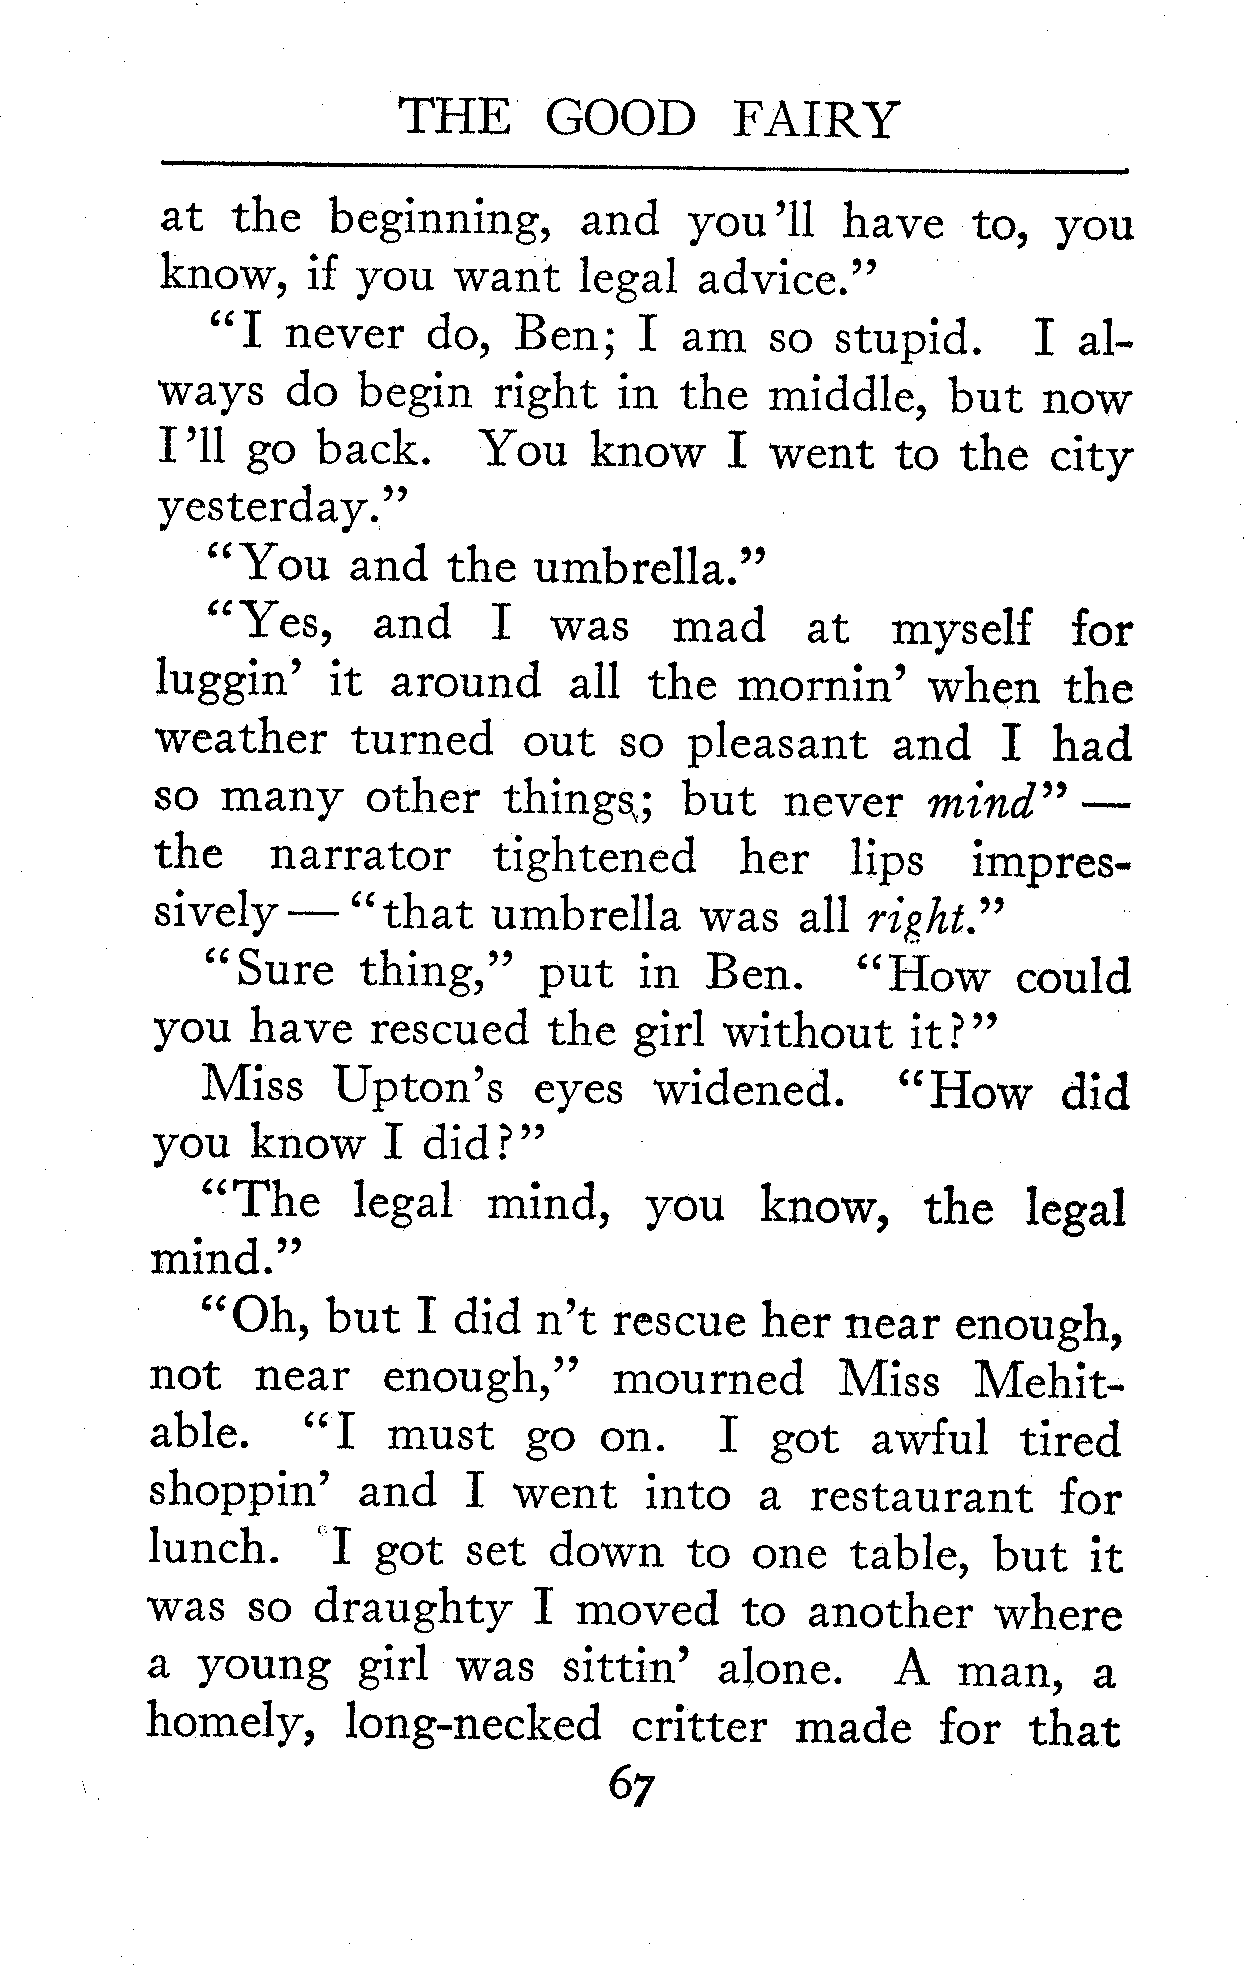 THE GOOD FAIRY
at the beginning, and you'll have to, you
know, if you want legal advice."
"I never do, Ben; I am so stupid. I al-
ways do begin right in the middle, but now
I'll go back. You know I went to the city
yesterday."
"You and the umbrella."
"Yes, and I was mad at myself for
luggin' it around all the mornin' when the
weather turned out so pleasant and I had
so many other things; but never mind" —
the narrator tightened her lips impres-
sively — "that umbrella was all right."
"Sure thing," put in Ben. "How could
you have rescued the girl without it?"
Miss Upton's eyes widened. "How did
you know I did?"
"The legal mind, you know, the legal
mind."
"Oh, but I did n't rescue her near enough,
not near enough," mourned Miss Mehit-
able. "I must go on. I got awful tired
shoppin' and I went into a restaurant for
lunch. I got set down to one table, but it
was so draughty I moved to another where
a young girl was sittin' alone. A man, a
homely, long-necked critter made for that
67